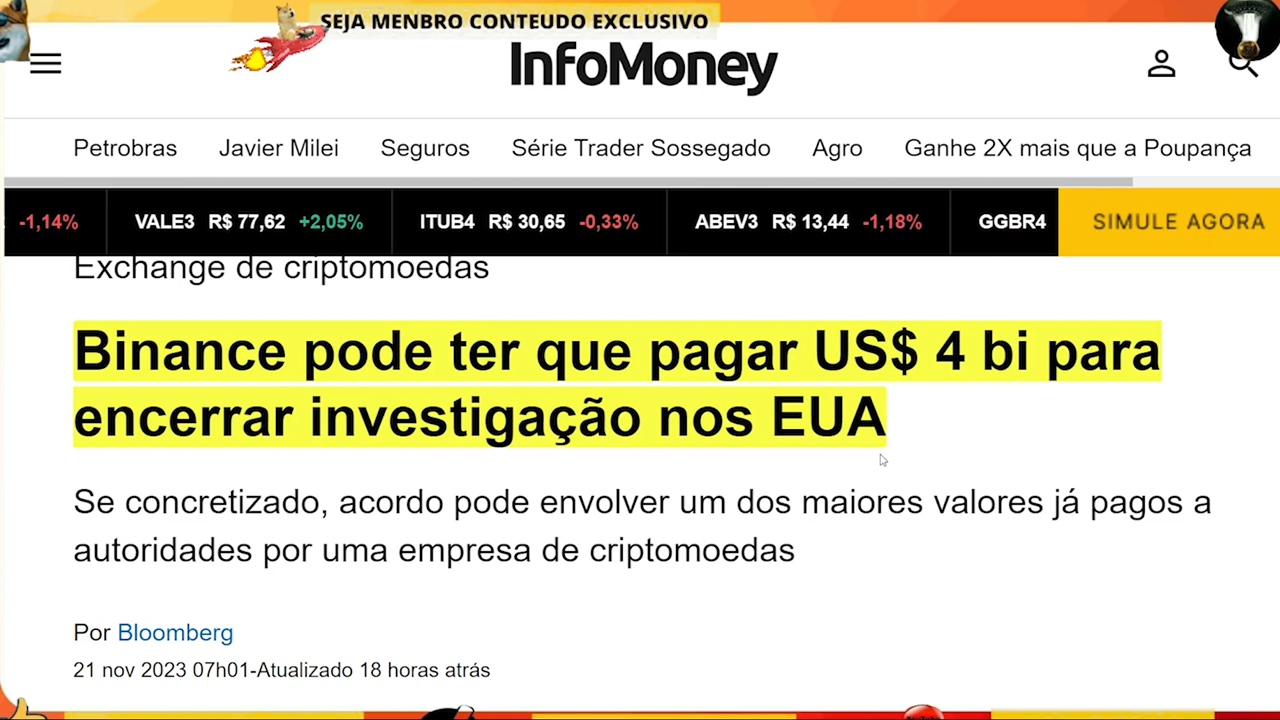 SEJA MENBRO CONTEUDO EXCLUSIVO
InfoMoney
Petrobras Javier Milei Seguros Série Trader Sossegado Agro Ganhe 2X mais que a Poupança
-1,14% VALE3 R$ 77,62 +2,05% ITUB4 R$ 30,65 -0,33% ABEV3 R$ 13,44 -1,18% GGBR4 SIMULE AGORA
Exchange de criptomoedas
Binance pode ter que pagar US$ 4 bi para
encerrar investigação nos EUA
Se concretizado, acordo pode envolver um dos maiores valores já pagos a
autoridades por uma empresa de criptomoedas
Por Bloomberg
21 nov 2023 07h01-Atualizado 18 horas atrás